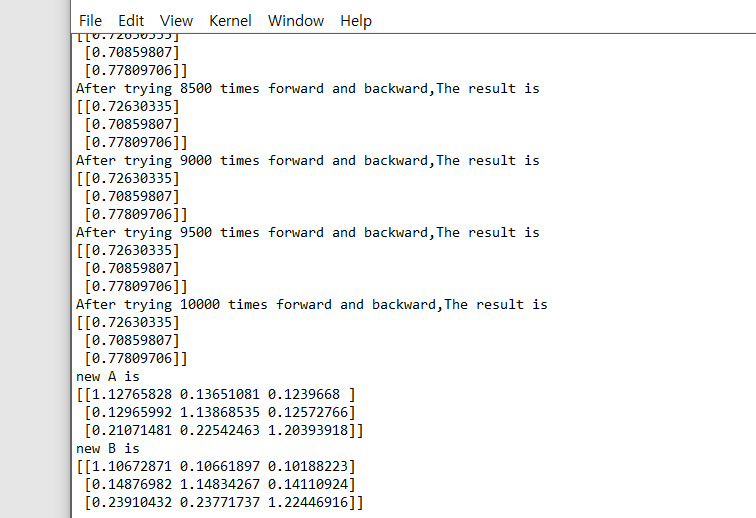 File Edit View Kernel Window Help
[0.70859807]
[0.77809706]]
After trying 8500 times forward and backward,The result is
[[0.72630335]
[0.70859807]
[0.77809706]]
After trying 9000 times forward and backward,The result is
[[0.72630335]
[0.70859807]
[0.77809706]]
After trying 9500 times forward and backward,The result is
[[0.72630335]
[0.70859807]
[0.77809706]]
After trying 10000 times forward and backward,The result is
[[0.72630335]
[0.70859807]
[0.77809706]]
new A is
[[1.12765828 0.13651081 0.1239668 ]
[0.12965992 1.13868535 0.12572766]
[0.21071481 0.22542463 1.20393918]]
new B is
[[1.10672871 0.10661897 0.10188223]
[0.14876982 1.14834267 0.14110924]
[0.23910432 0.23771737 1.22446916]]